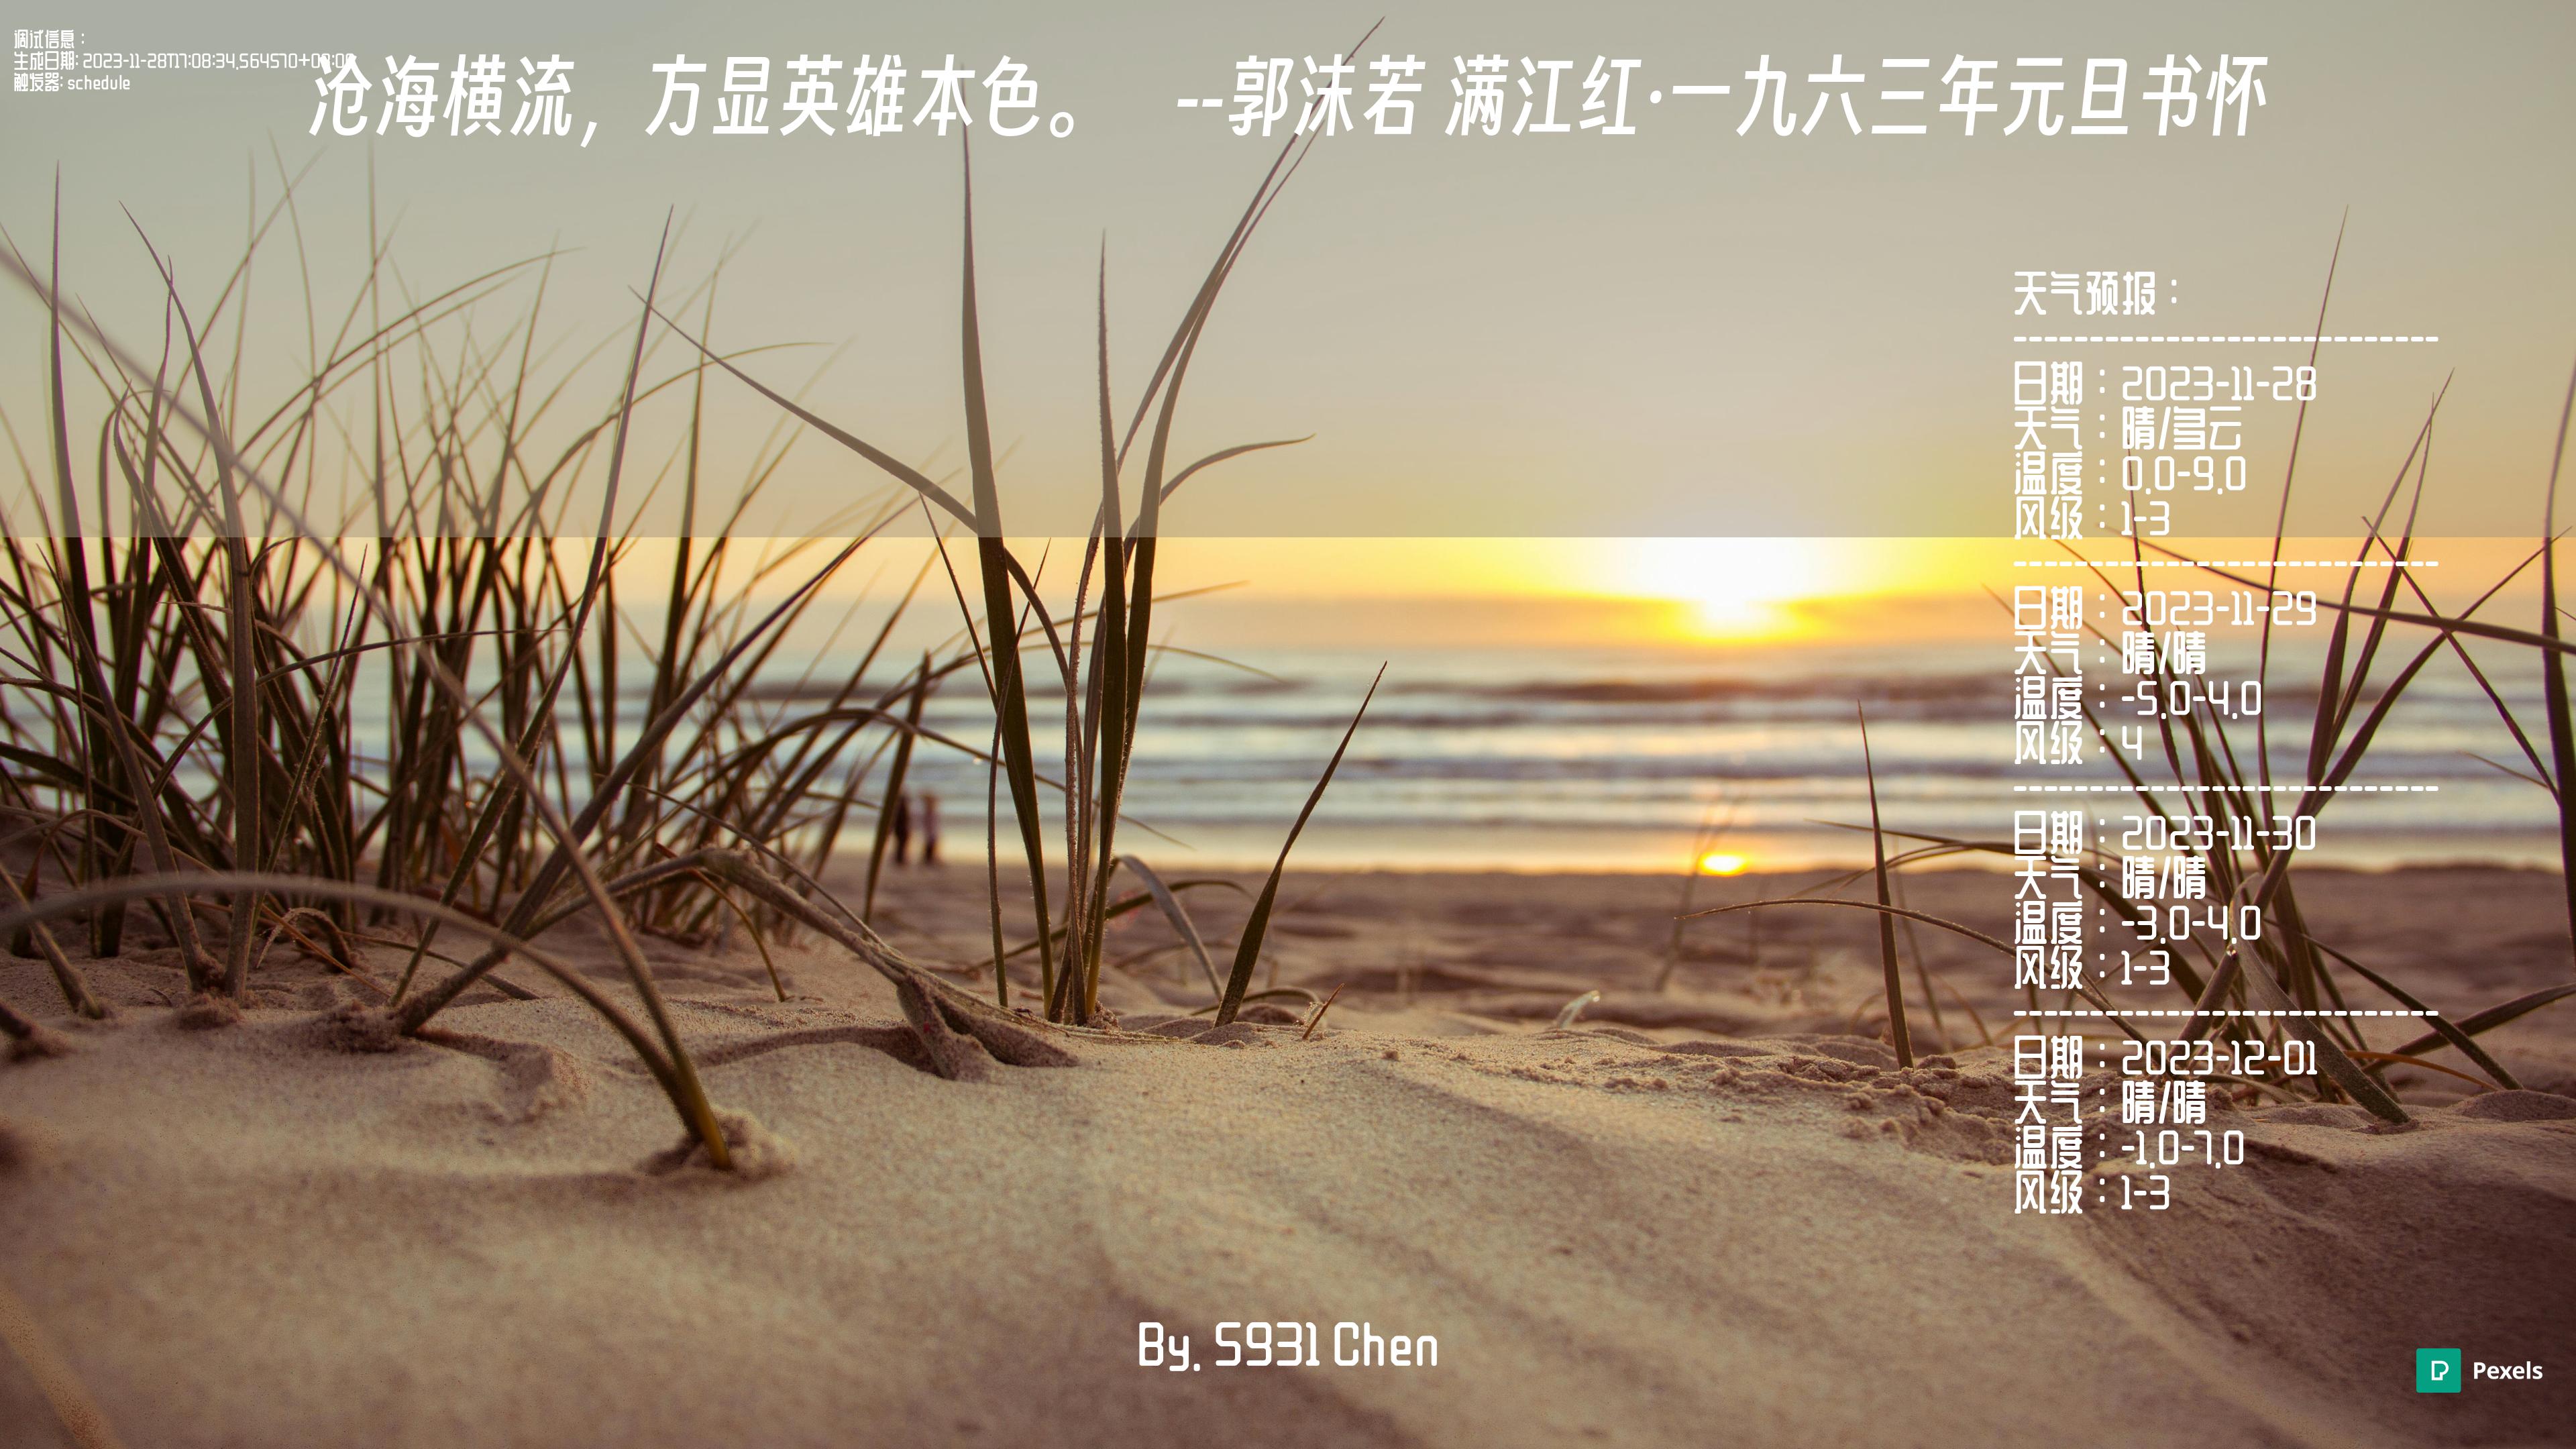 调试信息：
生成日期: 2023-11-28T17:08:34.564570+08:00
触发器: schedule
沧海横流，方显英雄本色。 --郭沫若 满江红·一九六三年元旦书怀
天气预报：
----------------------------
日期：2023-11-28
天气：晴/多云
温度：0.0-9.0
风级：1-3
----------------------------
日期：2023-11-29
天气：晴/晴
温度：-5.0-4.0
风级：4
----------------------------
日期：2023-11-30
天气：晴/晴
温度：-3.0-4.0
风级：1-3
----------------------------
日期：2023-12-01
天气：晴/晴
温度：-1.0-7.0
风级：1-3
By. S931 Chen
Pexels